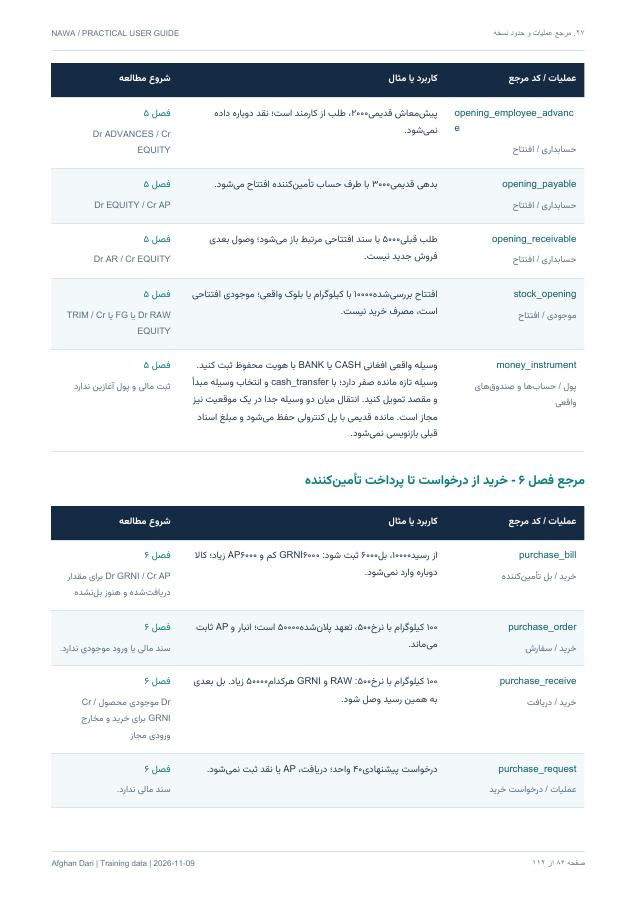 ۲۷. مرجع عملیات و حدود نسخه
NAWA / PRACTICAL USER GUIDE
عملیات / کد مرجع
کاربرد یا مثال
شروع مطالعه
opening_employee_advanc
e
حسابداری / افتتاح
پیش‌معاش قدیمی۲۰۰۰، طلب از کارمند است؛ نقد دوباره داده
نمی‌شود.
فصل ۵
Dr ADVANCES / Cr
EQUITY
opening_payable
حسابداری / افتتاح
بدهی قدیمی۳۰۰۰ با طرف حساب تأمین‌کننده افتتاح می‌شود.
فصل ۵
Dr EQUITY / Cr AP
opening_receivable
حسابداری / افتتاح
طلب قبلی۵۰۰۰ با سند افتتاحی مرتبط باز می‌شود؛ وصول بعدی
فروش جدید نیست.
فصل ۵
Dr AR / Cr EQUITY
stock_opening
موجودی / افتتاح
افتتاح بررسی‌شده۱۰۰۰۰ با کیلوگرام یا بلوک واقعی؛ موجودی افتتاحی
است، مصرف خرید نیست.
فصل ۵
Dr RAW یا FG یا TRIM / Cr
EQUITY
money_instrument
پول / حساب‌ها و صندوق‌های
واقعی
وسیله واقعی افغانی CASH یا BANK با هویت محفوظ ثبت کنید.
وسیله تازه مانده صفر دارد؛ با cash_transfer و انتخاب وسیله مبدأ
و مقصد تمویل کنید. انتقال میان دو وسیله جدا در یک موقعیت نیز
مجاز است. مانده قدیمی با پل کنترولی حفظ می‌شود و مبلغ اسناد
قبلی بازنویسی نمی‌شود.
فصل ۵
ثبت مالی و پول آغازین ندارد
مرجع فصل ۶ - خرید از درخواست تا پرداخت تأمین‌کننده
عملیات / کد مرجع
کاربرد یا مثال
شروع مطالعه
purchase_bill
خرید / بل تأمین‌کننده
از رسید۱۰۰۰۰، بل۶۰۰۰ ثبت شود: GRNI۶۰۰۰ کم و AP۶۰۰۰ زیاد؛ کالا
دوباره وارد نمی‌شود.
فصل ۶
Dr GRNI / Cr AP برای مقدار
دریافت‌شده و هنوز بل‌نشده
purchase_order
خرید / سفارش
۱۰۰ کیلوگرام با نرخ۵۰۰، تعهد پلان‌شده۵۰۰۰۰ است؛ انبار و AP ثابت
می‌ماند.
فصل ۶
سند مالی یا ورود موجودی ندارد.
purchase_receive
خرید / دریافت
۱۰۰ کیلوگرام با نرخ۵۰۰: RAW و GRNI هرکدام۵۰۰۰۰ زیاد. بل بعدی
به همین رسید وصل شود.
فصل ۶
Dr موجودی محصول / Cr
GRNI برای خرید و مخارج
ورودی مجاز
purchase_request
عملیات / درخواست خرید
درخواست پیشنهادی۴۰ واحد؛ دریافت، AP یا نقد ثبت نمی‌شود.
فصل ۶
سند مالی ندارد.
صفحه ۸۴ از ۱۱۲
Afghan Dari | Training data | 2026-11-09